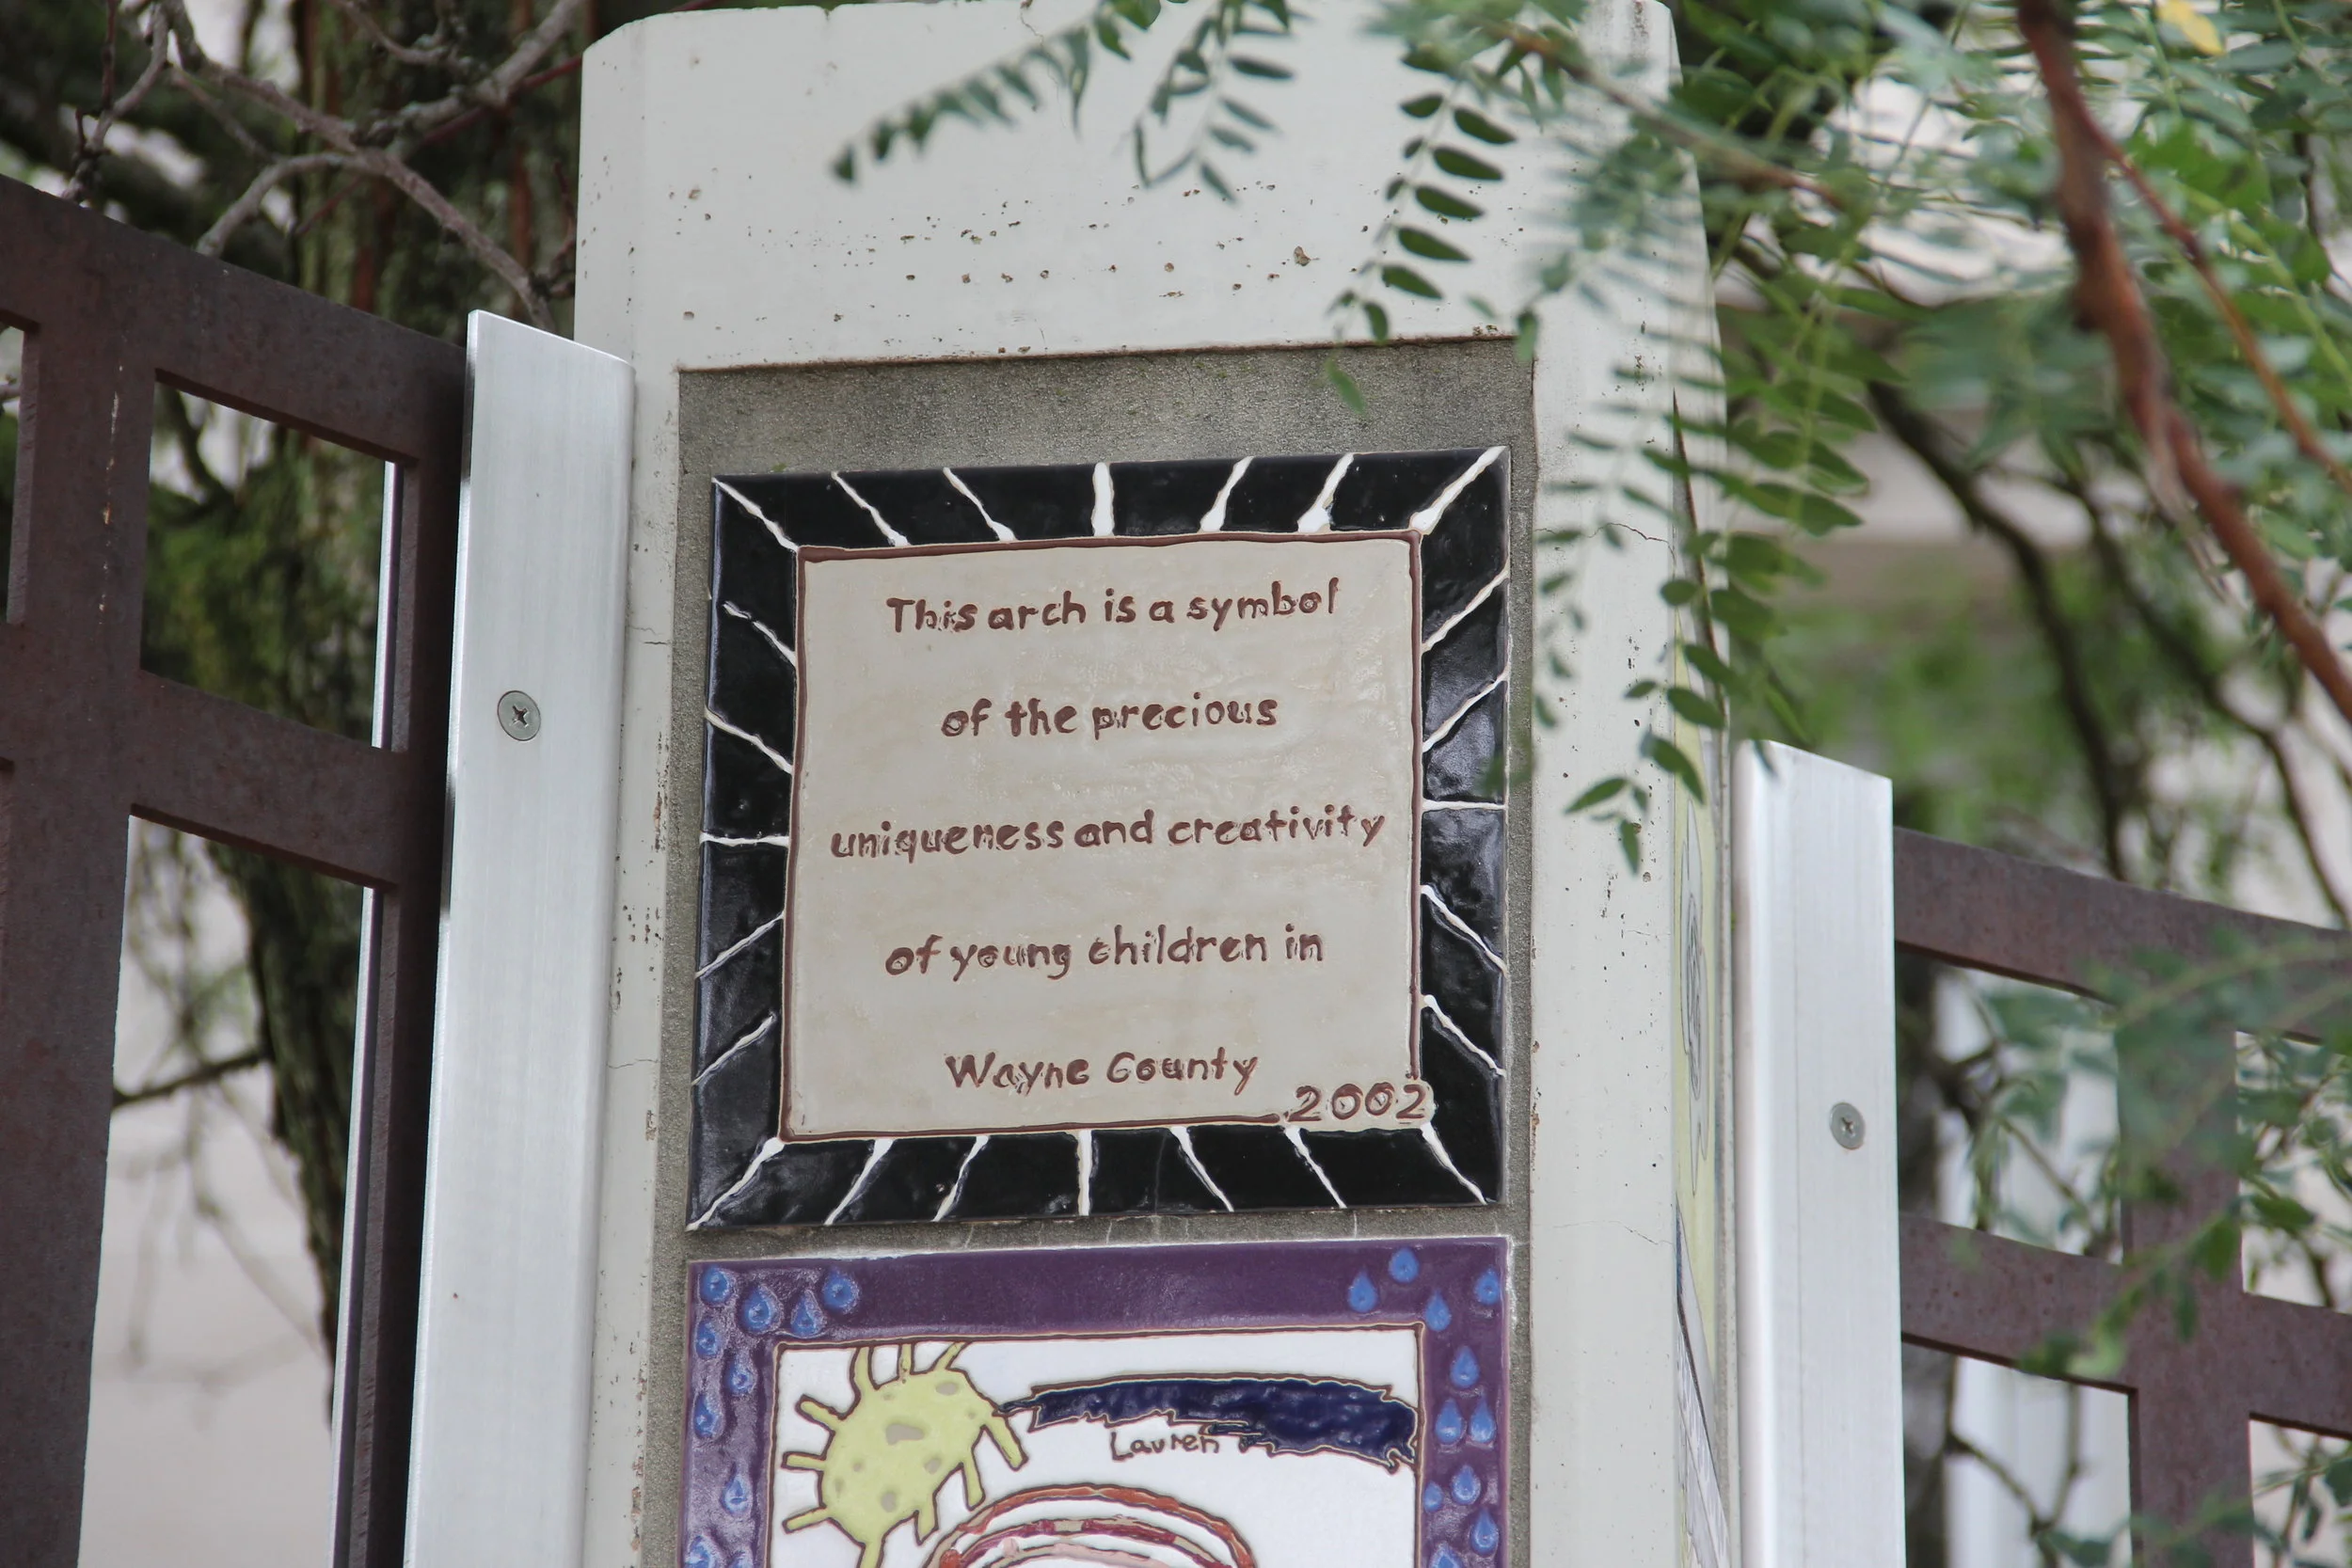 This arch is a symbol
of the precious
uniqueness and creativity
of young children in
Wayne County
2002
Lauren